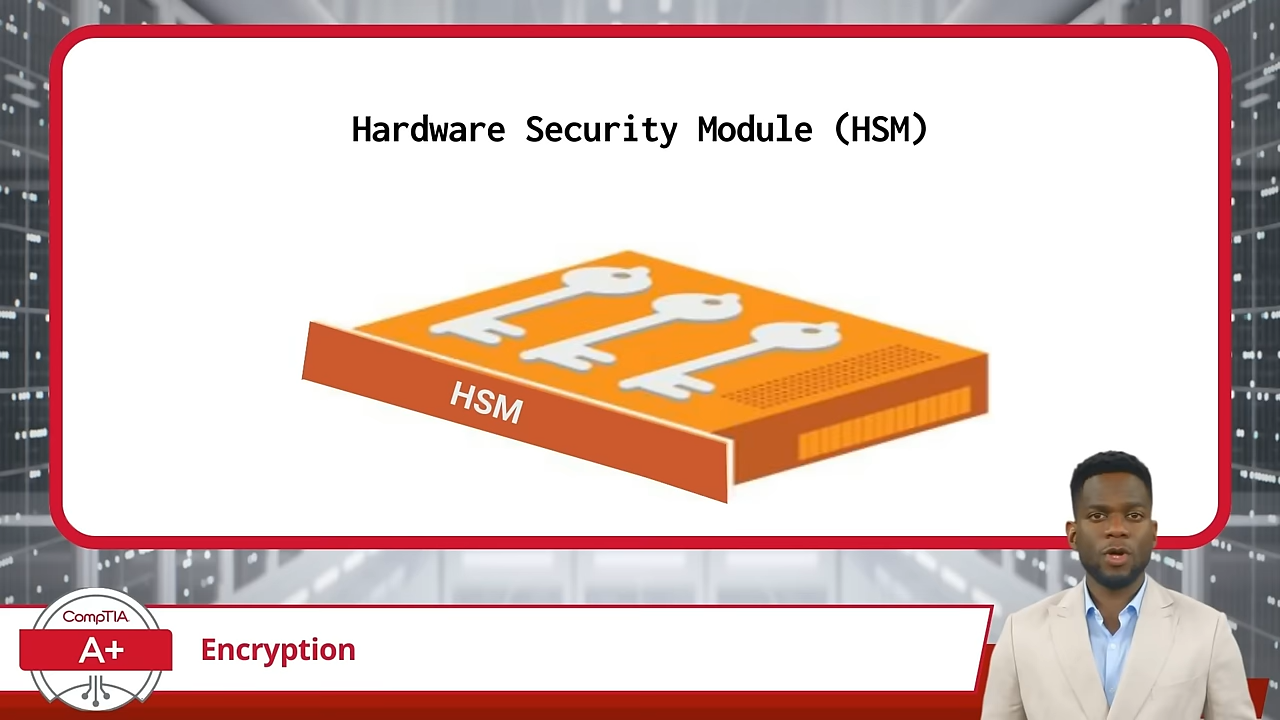 Hardware Security Module (HSM)
HSM
CompTIA
A+
Encryption